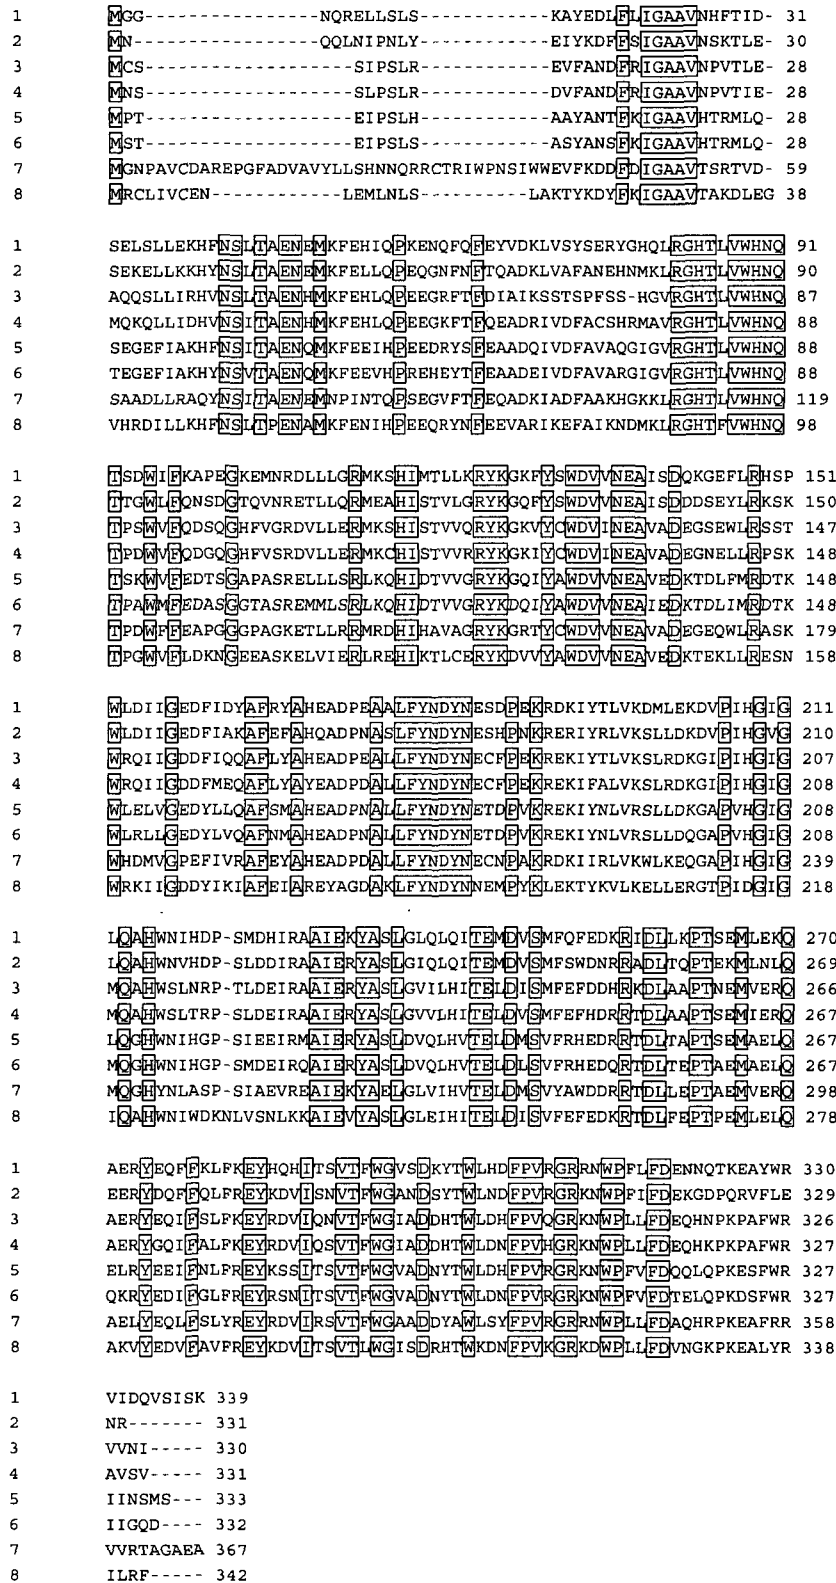 1 MGG----------------NQRELLSLS------------KAYEDLFLIGAAVNHFTID- 31
2 MN-----------------QQLNIPNLY------------EIYKDFFSIGAAVNSKTLE- 30
3 MCS-------------------SIPSLR------------EVFANDFRIGAAVNPVTLE- 28
4 MNS-------------------SLPSLR------------DVFANDFRIGAAVNPVTIE- 28
5 MPT-------------------EIPSLH------------AAYANTFKIGAAVHTRMLQ- 28
6 MST-------------------EIPSLS------------ASYANSFKIGAAVHTRMLQ- 28
7 MGNPAVCDAREPGFADVAVYLLSHNNQRRCTRIWPNSIWWEVFKDDFDIGAAVTSRTVD- 59
8 MRCLIVCEN------------LEMLNLS----------LAKTYKDYFKIGAAVTAKDLEG 38
1 SELSLLEKHFNSLTAENEMKFEHIQPKENQFQFEYVDKLVSYSERYGHQLRGHTLVWHNQ 91
2 SEKELLKKHYNSLTAENEMKFELLQPEQGNFNFTQADKLVAFANEHNMKLRGHTLVWHNQ 90
3 AQQSLLIRHVNSLTAENHMKFEHLQPEEGRFTFDIAIKSSTSPFSS-HGVRGHTLVWHNQ 87
4 MQKQLLIDHVNSITAENHMKFEHLQPEEGKFTFQEADRIVDFACSHRMAVRGHTLVWHNQ 88
5 SEGEFIAKHFNSITAENQMKFEEIHPEEDRYSFEAADQIVDFAVAQGIGVRGHTLVWHNQ 88
6 TEGEFIAKHYNSVTAENQMKFEEVHPREHEYTFEAADEIVDFAVARGIGVRGHTLVWHNQ 88
7 SAADLLRAQYNSITAENEMNPINTQPSEGVFTFEQADKIADFAAKHGKKLRGHTLVWHNQ 119
8 VHRDILLKHFNSLTPENAMKFENIHPEEQRYNFEEVARIKEFAIKNDMKLRGHTFVWHNQ 98
1 TSDWIFKAPEGKEMNRDLLLGRMKSHIMTLLKRYKGKFYSWDVVNEAISDQKGEFLRHSP 151
2 TTGWLFQNSDGTQVNRETLLQRMEAHISTVLGRYKGQFYSWDVVNEAISDDDSEYLRKSK 150
3 TPSWVFQDSQGHFVGRDVLLERMKSHISTVVQRYKGKVYCWDVINEAVADEGSEWLRSST 147
4 TPDWVFQDGQGHFVSRDVLLERMKCHISTVVRRYKGKIYCWDVINEAVADEGNELLRPSK 148
5 TSKWVFEDTSGAPASRELLLSRLKQHIDTVVGRYKGQIYAWDVVNEAVEDKTDLFMRDTK 148
6 TPAWMFEDASGGTASREMMLSRLKQHIDTVVGRYKDQIYAWDVVNEAIEDKTDLIMRDTK 148
7 TPDWFFEAPGGGPAGKETLLRRMRDHIHAVAGRYKGRTYCWDVVNEAVADEGEQWLRASK 179
8 TPGWVFLDKNGEEASKELVIERLREHIKTLCERYKDVVYAWDVVNEAVEDKTEKLLRESN 158
1 WLDIIGEDFIDYAFRYAHEADPEAALFYNDYNESDPEKRDKIYTLVKDMLEKDVPIHGIG 211
2 WLDIIGEDFIAKAFEFAHQADPNASLFYNDYNESHPNKRERIYRLVKSLLDKDVPIHGVG 210
3 WRQIIGDDFIQQAFLYAHEADPEALLFYNDYNECFPEKREKIYTLVKSLRDKGIPIHGIG 207
4 WRQIIGDDFMEQAFLYAYEADPDALLFYNDYNECFPEKREKIFALVKSLRDKDIPVHGIG 208
5 WLELVGEDYLLQAFSMAHEADPNALLFYNDYNETDPVKREKIYNLVRSLLDKGAPVHGIG 208
6 WLRLLGEDYLVQAFNMAHEADPNALLFYNDYNETDPVKREKIYNLVRSLLDQGAPVHGIG 208
7 WHDMVGPEFIVRAFEYAHEADPDALLFYNDYNECNPAKRDKIIRLVKWLKEQGAPIHGIG 239
8 WRKIIGDDYIKIAFEIAREYAGDAKLFYNDYNNEMPYKLEKTYKVLKELLERGTPIDGIG 218
1 LQAHWNIHDP-SMDHIRAAIEKYASLGLQLQITEMDVSMFQFEDKRIDLLKPTSEMLEKQ 270
2 LQAHWNVHDP-SLDDIRAAIERYASLGIQLQITEMDVSMFSWDNRRADLTQPTEKMLNLQ 269
3 MQAHWSLNRP-TLDEIRAAIERYASLGVILHITELDISMFEFDDHRKDLAAPTNEMVERQ 266
4 MQAHWSLTRP-SLDEIRAAIERYASLGVVLHITELDVSMFEFHDRRTDLAAPTSEMIERQ 267
5 LQGHWNIHGP-SIEEIRMAIERYASLDVQLHVTELDMSVFRHEDRRTDLTAPTSEMAELQ 267
6 MQGHWNIHGP-SMDEIRQAIERYASLDVQLHVTELDLSVFRHEDQRTDLTEPTAEMAELQ 267
7 MQGHYNLASP-SIAEVREAIEKYAELGLVIHVTELDMSVYAWDDRRTDLLEPTAEMVERQ 298
8 IQAHWNIWDKNLVSNLKKAIEVYASLGLEIHITELDISVFEFEDKRTDLFEPTPEMLELQ 278
1 AERYEQFFKLFKEYHQHITSVTFWGVSDKYTWLHDFPVRGRRNWPFLFDENNQTKEAYWR 330
2 EERYDQFFQLFREYKDVISNVTFWGANDSYTWLNDFPVRGRKNWPFIFDEKGDPQRVFLE 329
3 AERYEQIFSLFKEYRDVIQNVTFWGIADDHTWLDHFPVQGRKNWPLLFDEQHNPKPAFWR 326
4 AERYGQIFALFKEYRDVIQSVTFWGIADDHTWLDNFPVHGRKNWPLLFDEQHKPKPAFWR 327
5 ELRYEEIFNLFREYKSSITSVTFWGVADNYTWLDHFPVRGRKNWPFVFDQQLQPKESFWR 327
6 QKRYEDIFGLFREYRSNITSVTFWGVADNYTWLDNFPVRGRKNWPFVFDTELQPKDSFWR 327
7 AELYEQLFSLYREYRDVIRSVTFWGAADDYAWLSYFPVRGRRNWPLLFDAQHRPKEAFRR 358
8 AKVYEDVFAVFREYKDVITSVTLWGISDRHTWKDNFPVKGRKDWPLLFDVNGKPKEALYR 338
1 VIDQVSISK 339
2 NR------- 331
3 VVNI----- 330
4 AVSV----- 331
5 IINSMS--- 333
6 IIGQD---- 332
7 VVRTAGAEA 367
8 ILRF----- 342